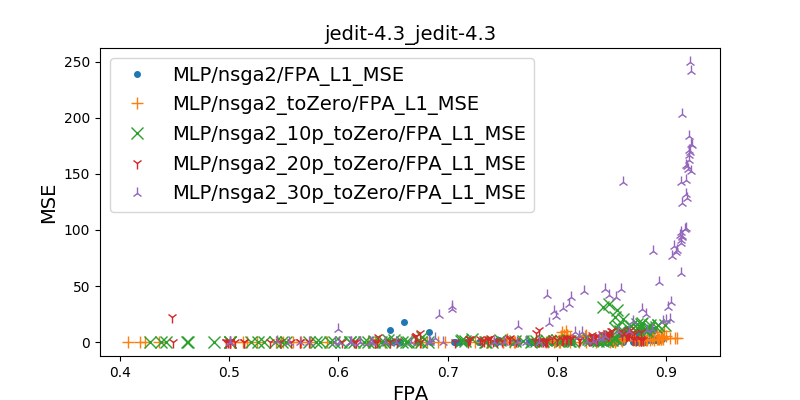 jedit-4.3_jedit-4.3
MLP/nsga2/FPA_L1_MSE
MLP/nsga2_toZero/FPA_L1_MSE
MLP/nsga2_10p_toZero/FPA_L1_MSE
MLP/nsga2_20p_toZero/FPA_L1_MSE
MLP/nsga2_30p_toZero/FPA_L1_MSE
MSE
250
200
150
100
50
0
0.4 0.5 0.6 0.7 0.8 0.9
FPA